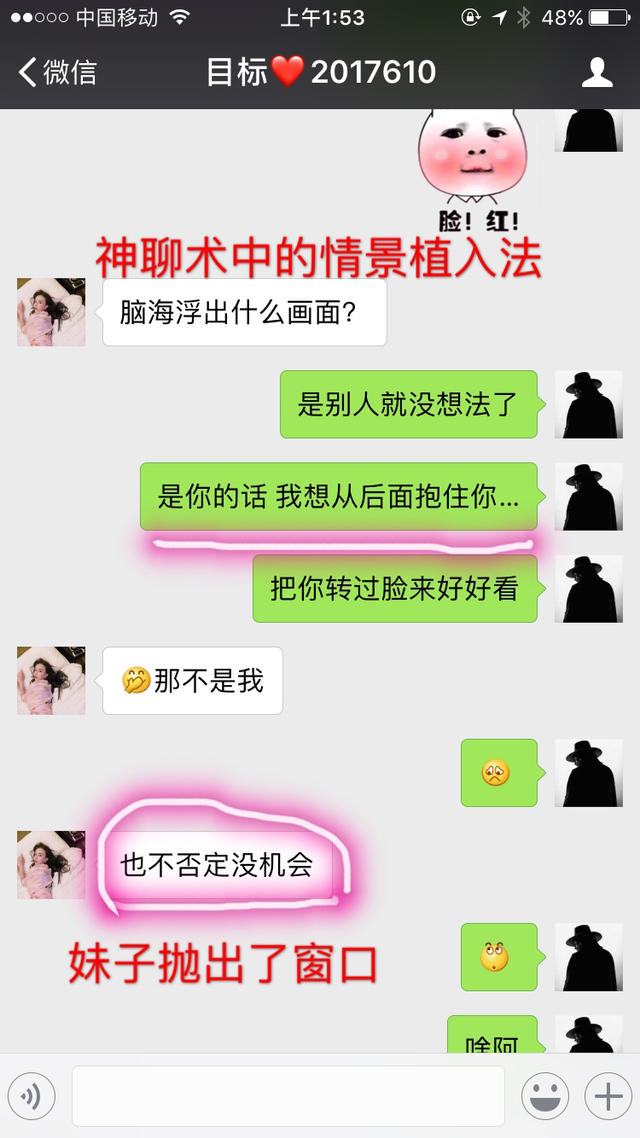 中国移动 上午1:53 48%
微信 目标❤️2017610
脸！红！
神聊术中的情景植入法
脑海浮出什么画面？
是别人就没想法了
是你的话 我想从后面抱住你...
把你转过脸来好好看
🤭那不是我
😞
也不否定没机会
妹子抛出了窗口
🙄
啥阿